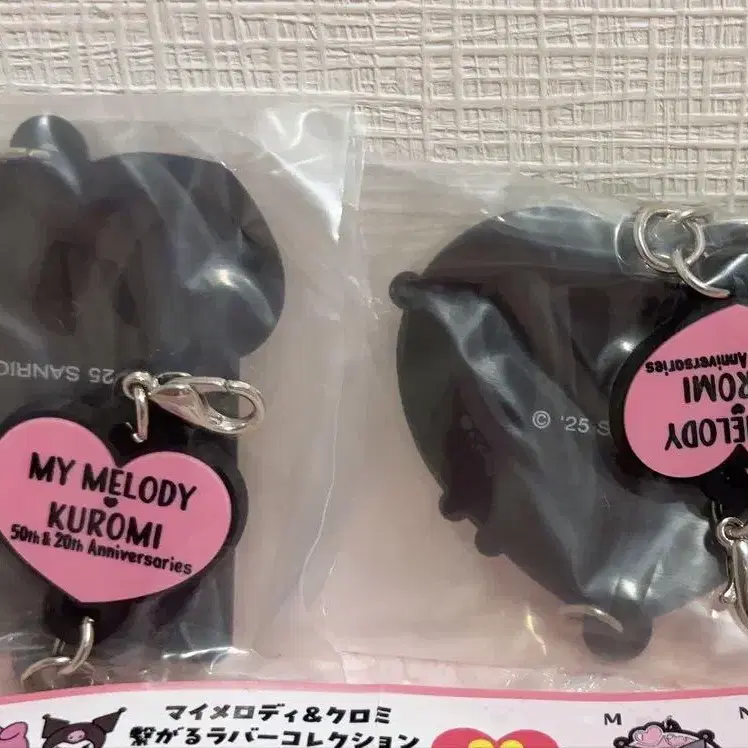 25 SANRIO
MY MELODY
KUROMI
50th & 20th Anniversaries
© '25 S
Anniversaries
ROMI
MELODY
マイメロディ&クロミ
繋がるラバーコレクション
M
N